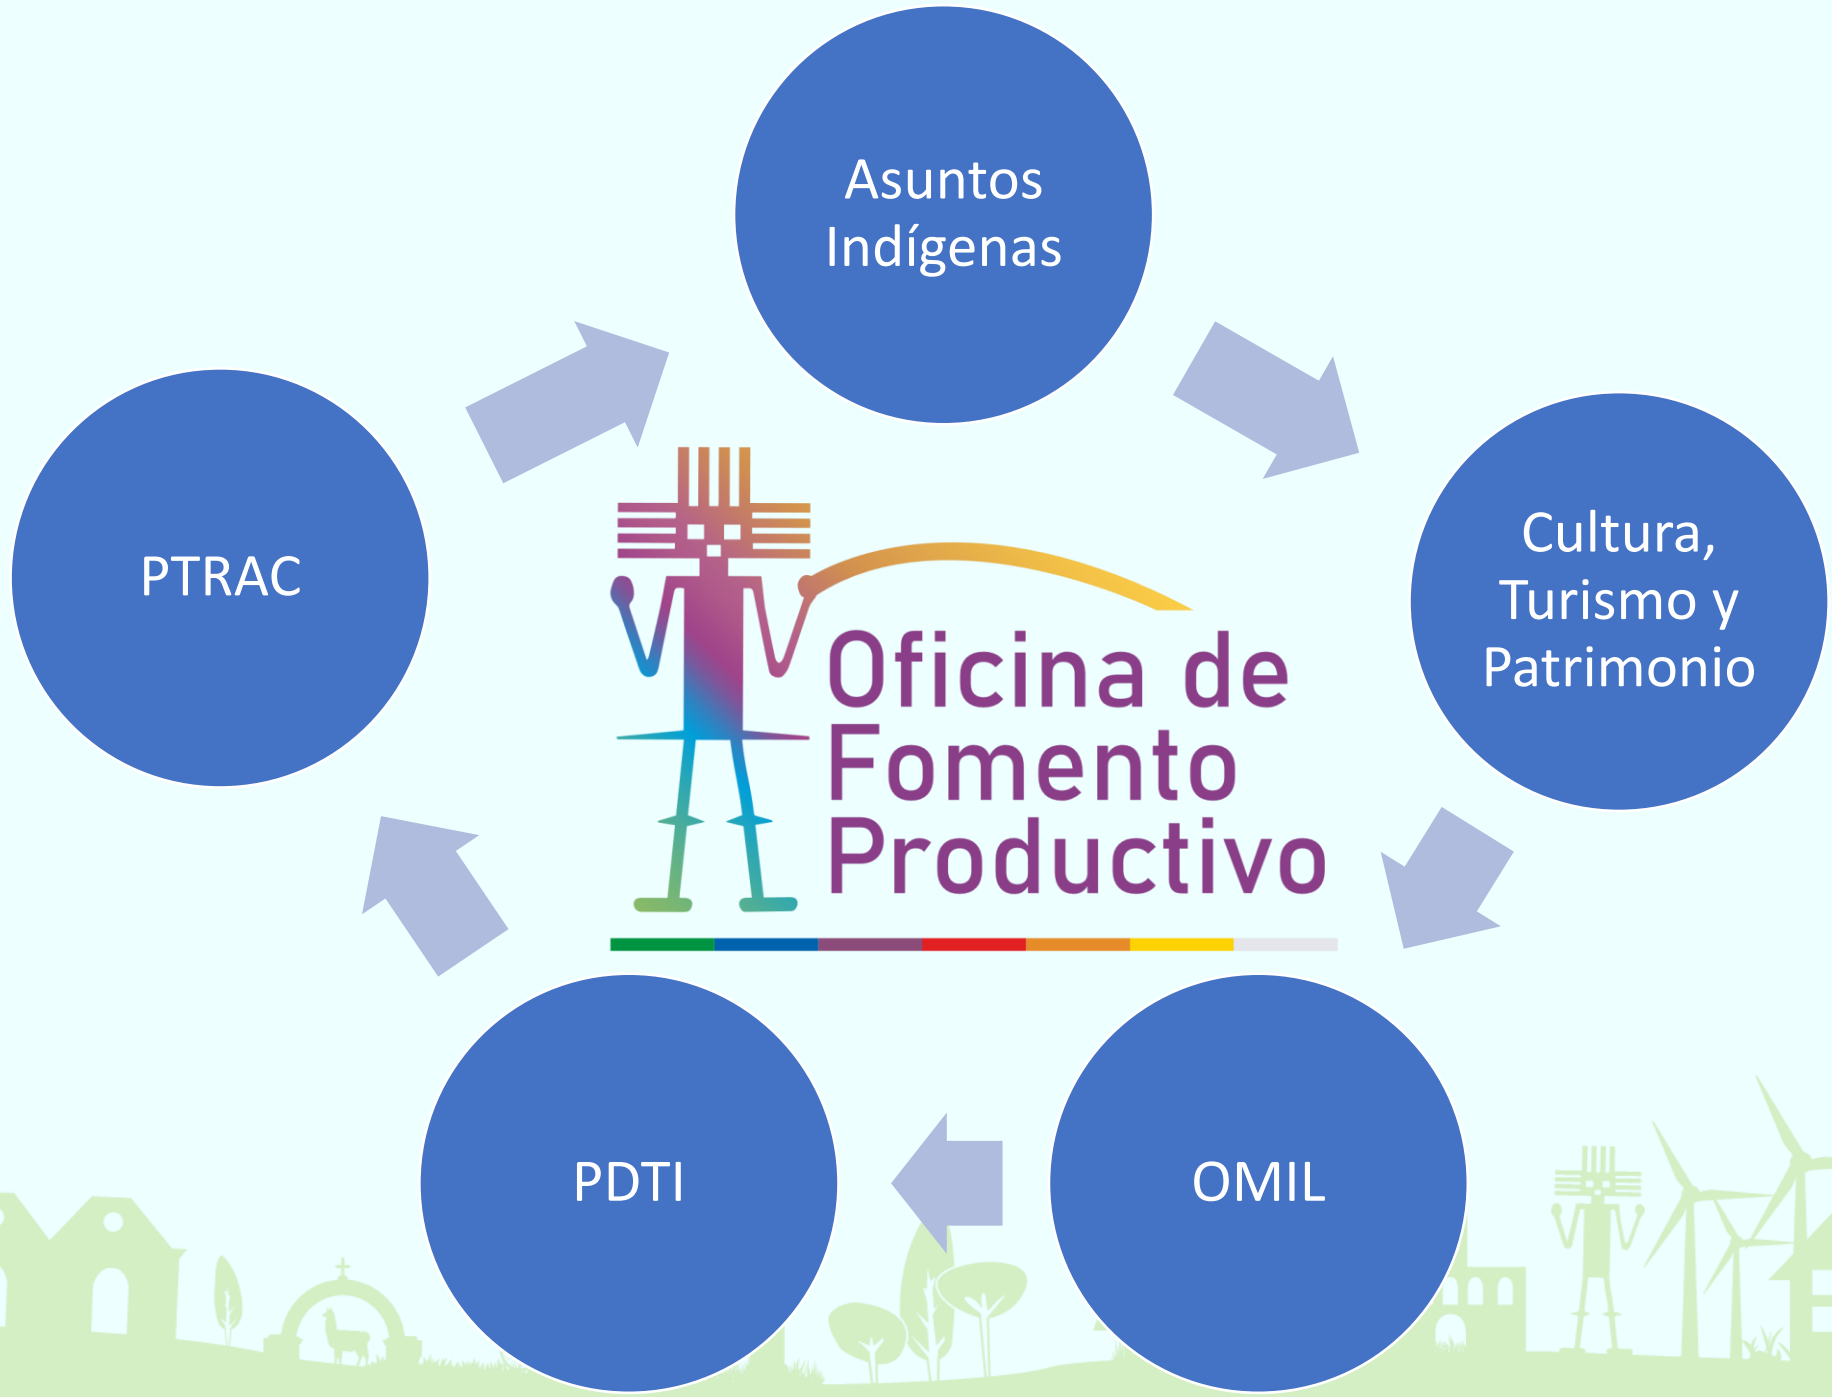 Asuntos
Indígenas
Cultura,
Turismo y
Patrimonio
OMIL
PDTI
PTRAC
Oficina de
Fomento
Productivo